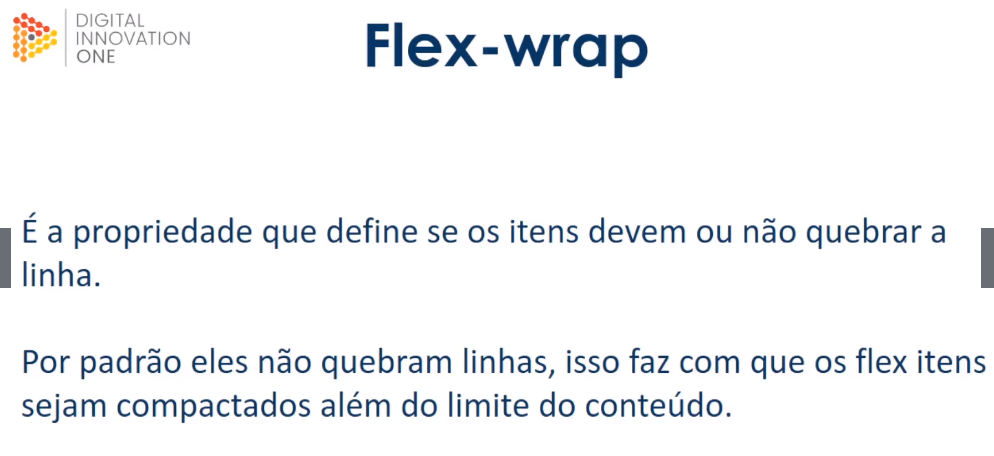 DIGITAL
INNOVATION
ONE
Flex-wrap
É a propriedade que define se os itens devem ou não quebrar a
linha.
Por padrão eles não quebram linhas, isso faz com que os flex itens
sejam compactados além do limite do conteúdo.